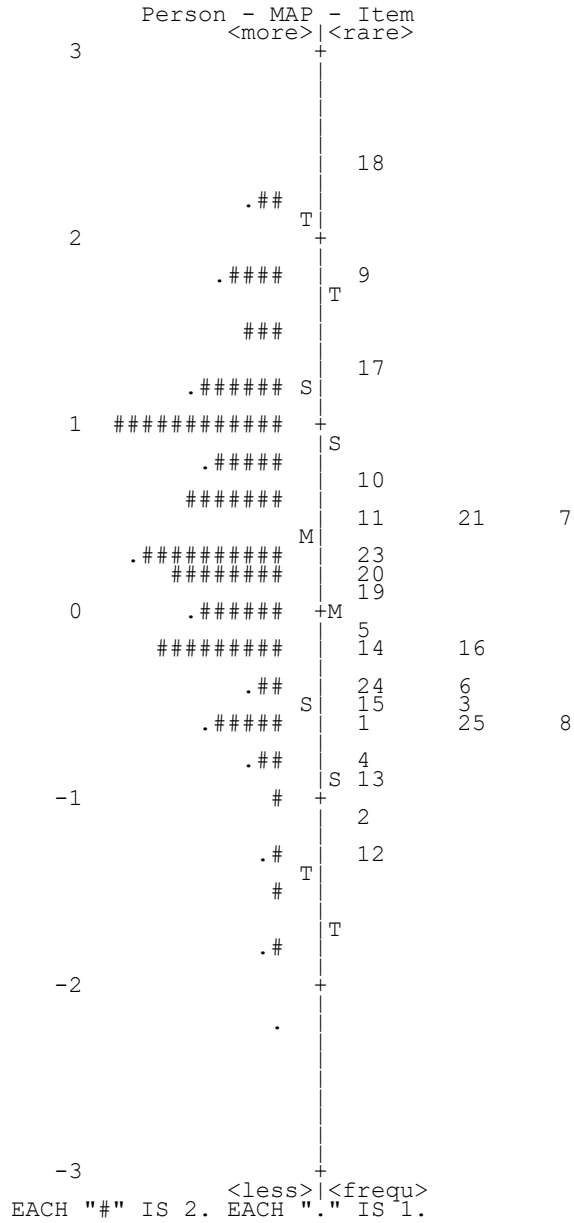 Person - MAP - Item
<more>|<rare>
3 +
| 18
.## |
T|
2 +
.#### | 9
|T
### |
| 17
.###### S|
1 ############ +
|S
.##### |
| 10
####### |
| 11 21 7
M|
.########## | 23
######## | 20
| 19
0 .###### +M
| 5
######### | 14 16
.## | 24 6
S| 15 3
.##### | 1 25 8
.## | 4
|S 13
-1 # +
| 2
.# | 12
T|
# |
|T
.# |
-2 +
. |
-3 +
<less>|<frequ>
EACH "#" IS 2. EACH "." IS 1.